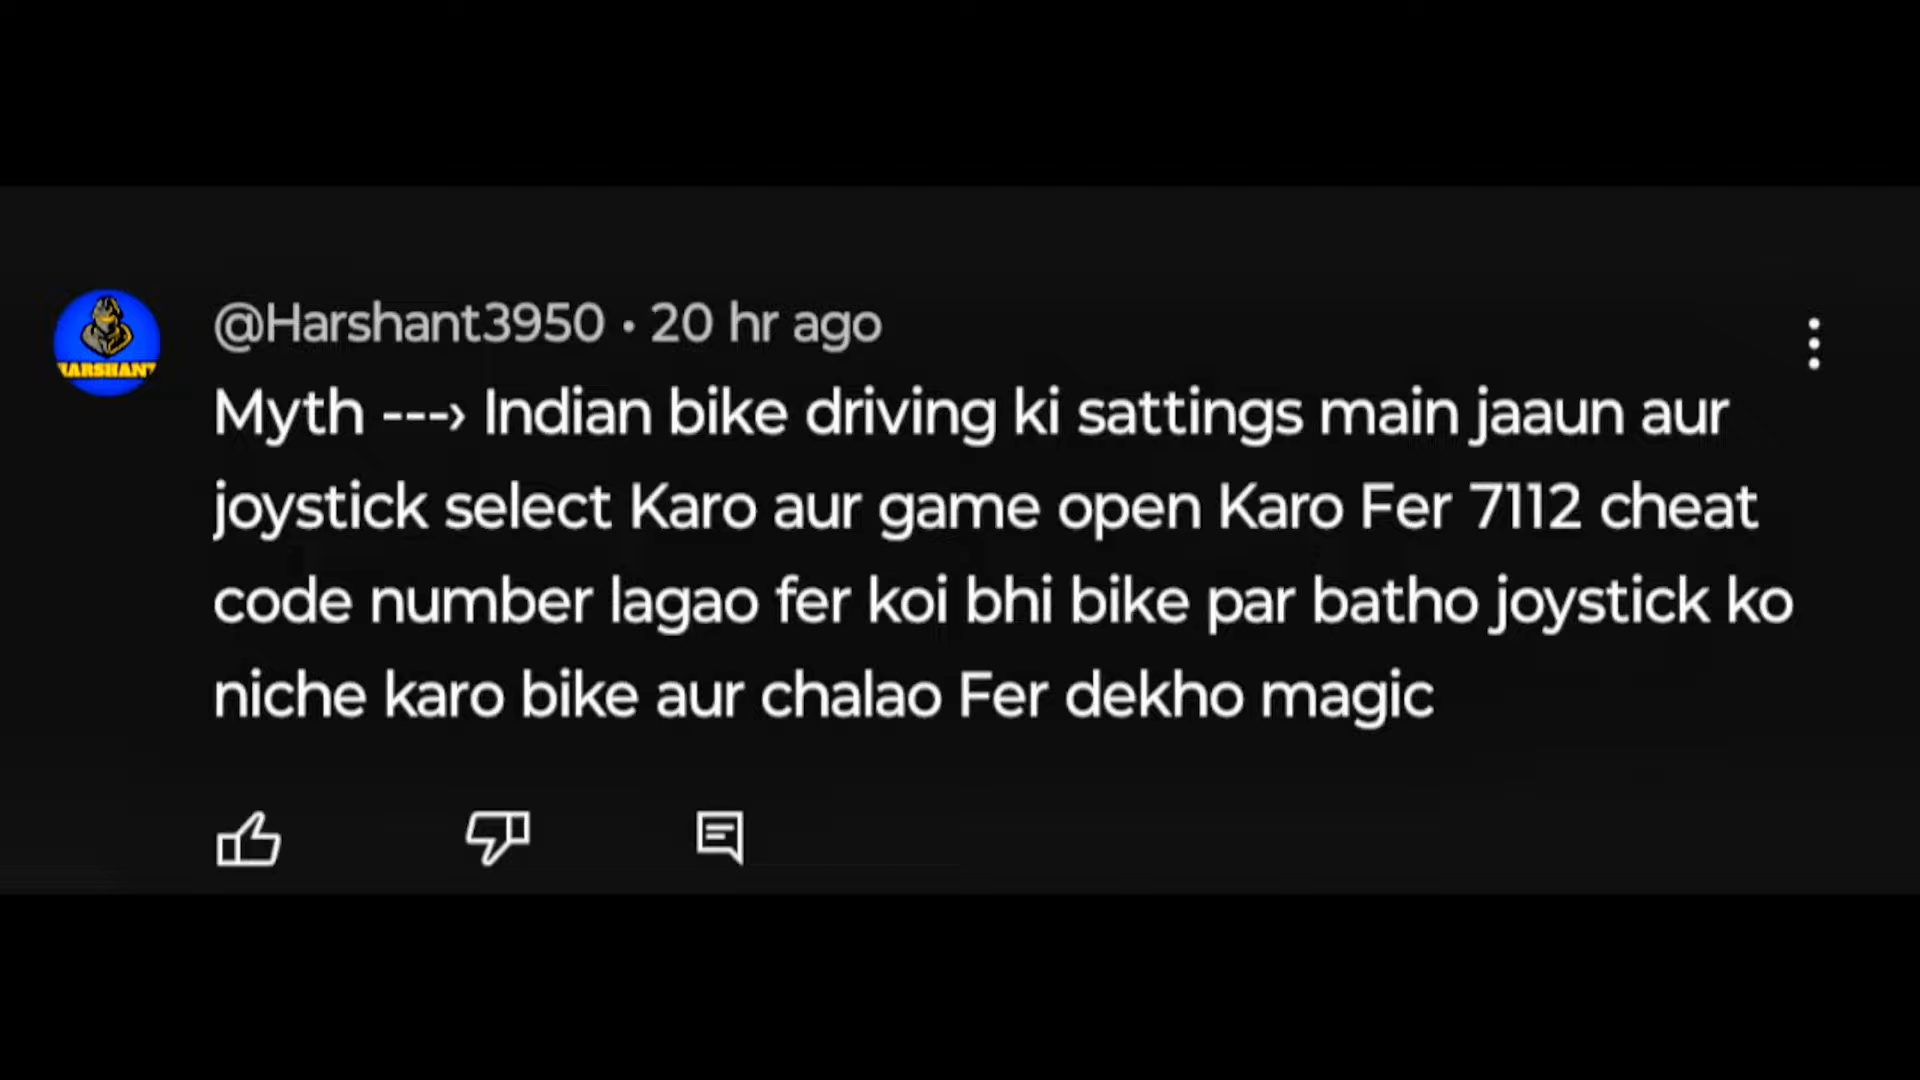 @Harshant3950 • 20 hr ago
Myth ---› Indian bike driving ki sattings main jaaun aur
joystick select Karo aur game open Karo Fer 7112 cheat
code number lagao fer koi bhi bike par batho joystick ko
niche karo bike aur chalao Fer dekho magic
HARSHANT